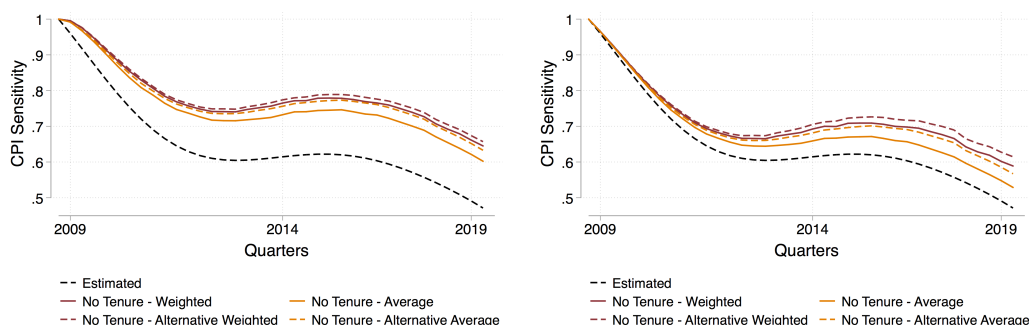 CPI Sensitivity
1
.9
.8
.7
.6
.5
2009
2014
2019
Quarters
Estimated
No Tenure - Weighted
No Tenure - Average
No Tenure - Alternative Weighted
No Tenure - Alternative Average
CPI Sensitivity
1
.9
.8
.7
.6
.5
2009
2014
2019
Quarters
Estimated
No Tenure - Weighted
No Tenure - Average
No Tenure - Alternative Weighted
No Tenure - Alternative Average